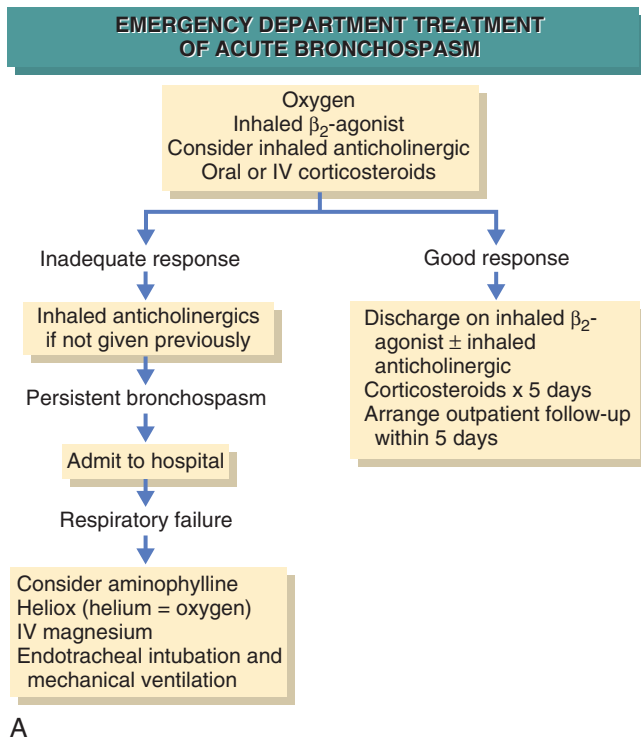 EMERGENCY DEPARTMENT TREATMENT
OF ACUTE BRONCHOSPASM
Oxygen
Inhaled β₂-agonist
Consider inhaled anticholinergic
Oral or IV corticosteroids
Inadequate response
Inhaled anticholinergics
if not given previously
Persistent bronchospasm
Admit to hospital
Respiratory failure
Consider aminophylline
Heliox (helium = oxygen)
IV magnesium
Endotracheal intubation and
mechanical ventilation
Good response
Discharge on inhaled β₂-
agonist ± inhaled
anticholinergic
Corticosteroids x 5 days
Arrange outpatient follow-up
within 5 days
A